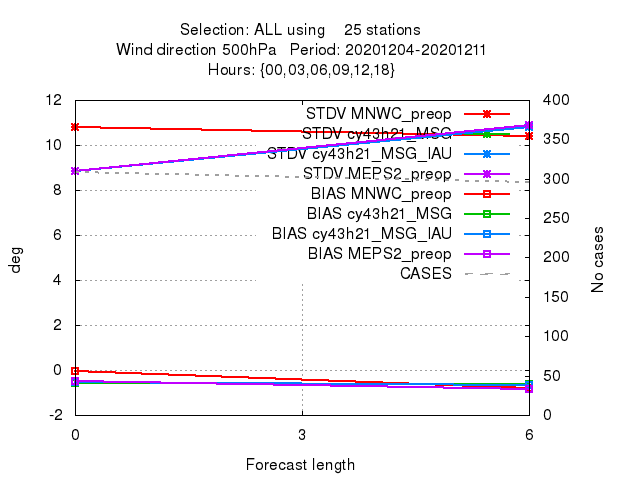 Selection: ALL using 25 stations
Wind direction 500hPa Period: 20201204-20201211
Hours: {00,03,06,09,12,18}
12
10
8
6
4
2
0
-2
deg
400
350
300
250
200
150
100
50
0
No cases
STDV MNWC_preop
STDV cy43h21_MSG
STDV cy43h21_MSG_IAU
STDV MEPS2_preop
BIAS MNWC_preop
BIAS cy43h21_MSG
BIAS cy43h21_MSG_IAU
BIAS MEPS2_preop
CASES
0 3 6
Forecast length